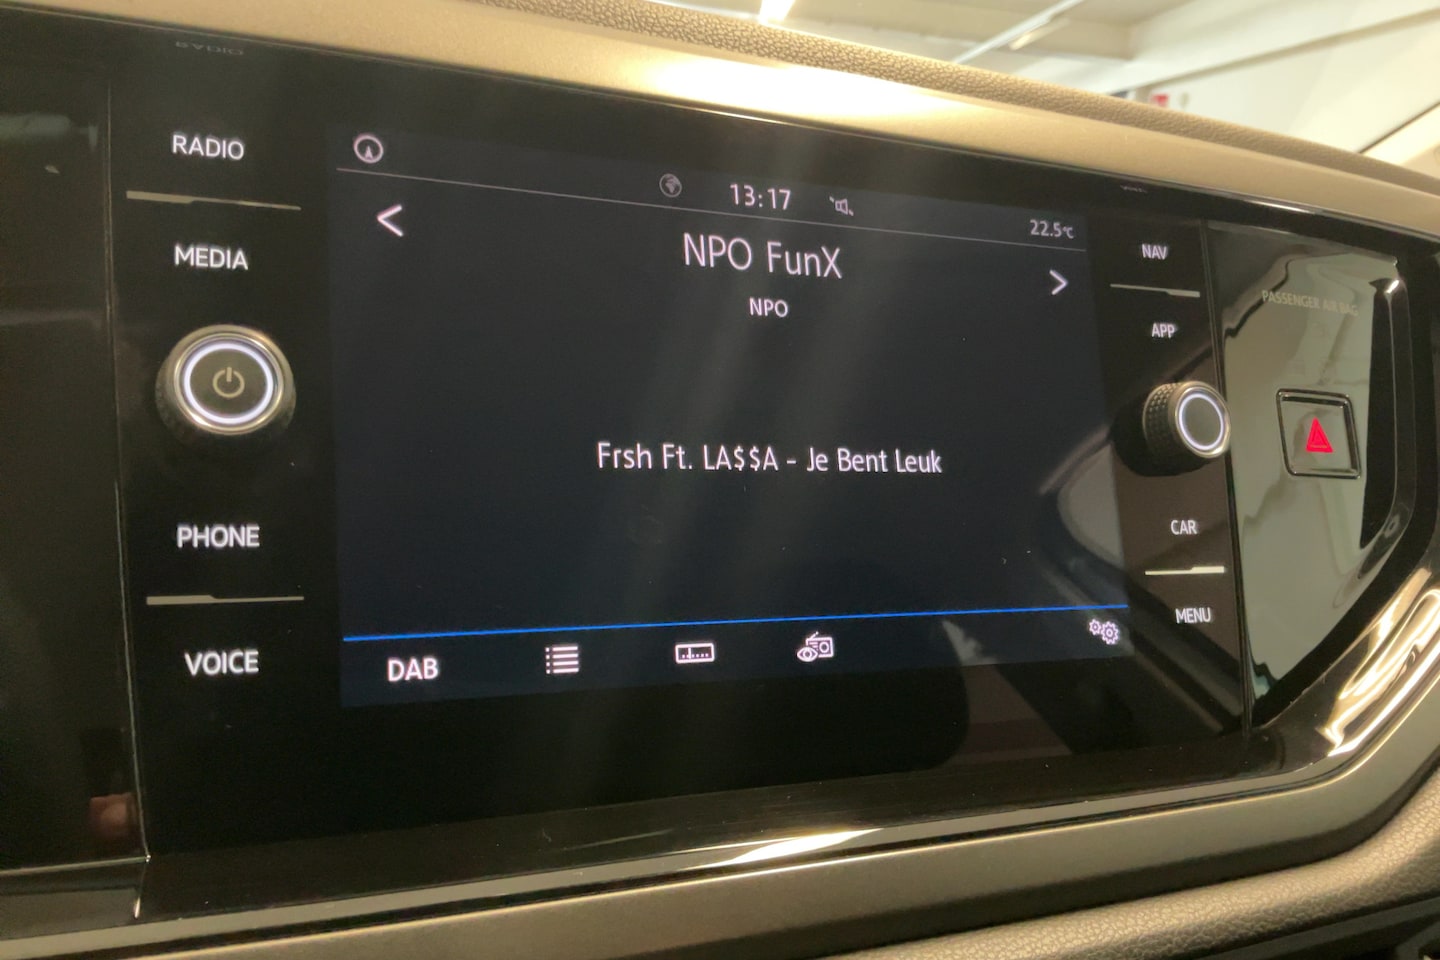 RADIO
MEDIA
PHONE
VOICE
13:17
22.5°C
NPO FunX
NPO
Frsh Ft. LA$$A - Je Bent Leuk
DAB
NAV
APP
CAR
MENU
PASSENGER AIR BAG